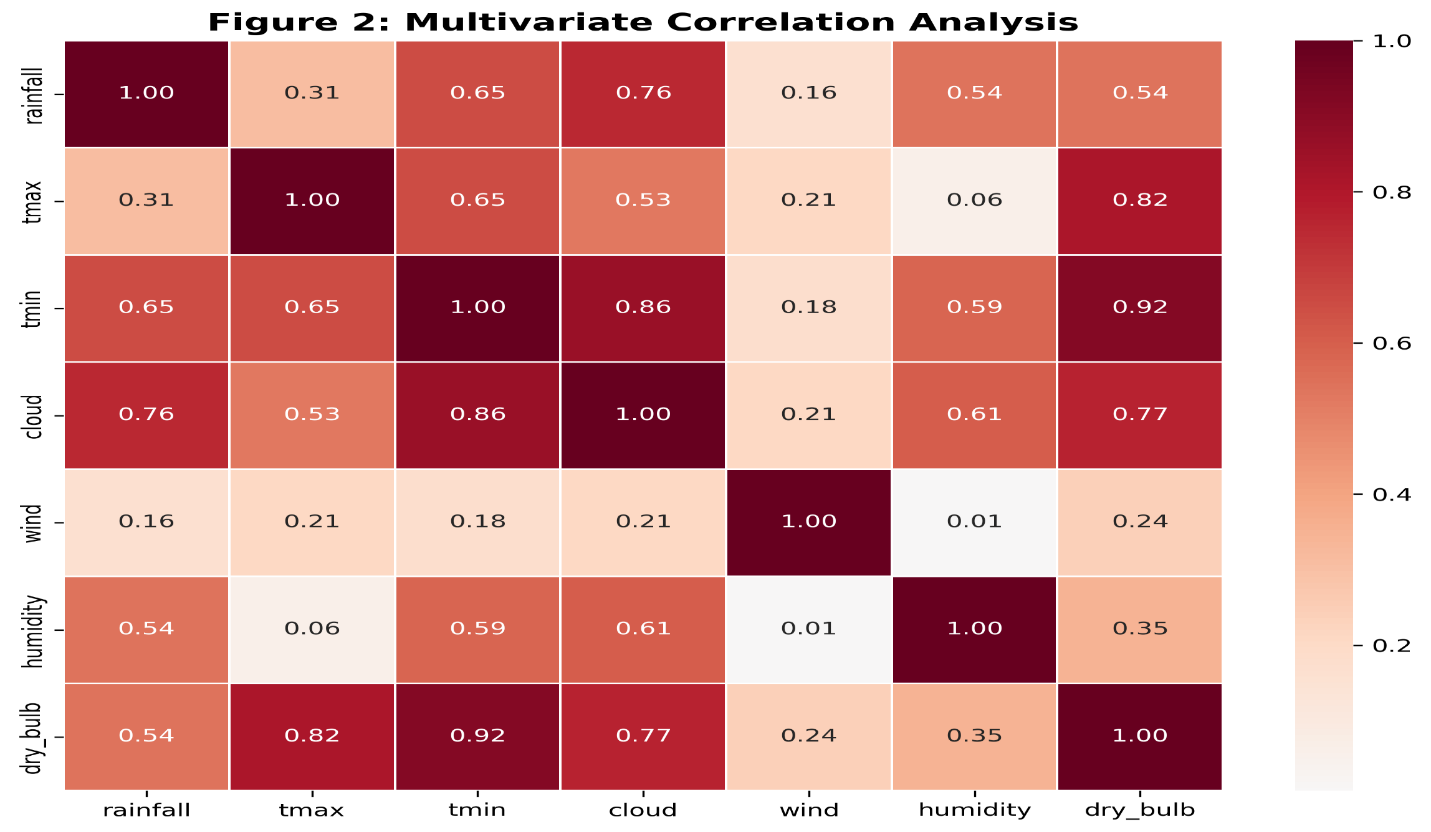 Figure 2: Multivariate Correlation Analysis
rainfall 1.00 0.31 0.65 0.76 0.16 0.54 0.54
tmax 0.31 1.00 0.65 0.53 0.21 0.06 0.82
tmin 0.65 0.65 1.00 0.86 0.18 0.59 0.92
cloud 0.76 0.53 0.86 1.00 0.21 0.61 0.77
wind 0.16 0.21 0.18 0.21 1.00 0.01 0.24
humidity 0.54 0.06 0.59 0.61 0.01 1.00 0.35
dry_bulb 0.54 0.82 0.92 0.77 0.24 0.35 1.00
rainfall tmax tmin cloud wind humidity dry_bulb
1.0
0.8
0.6
0.4
0.2